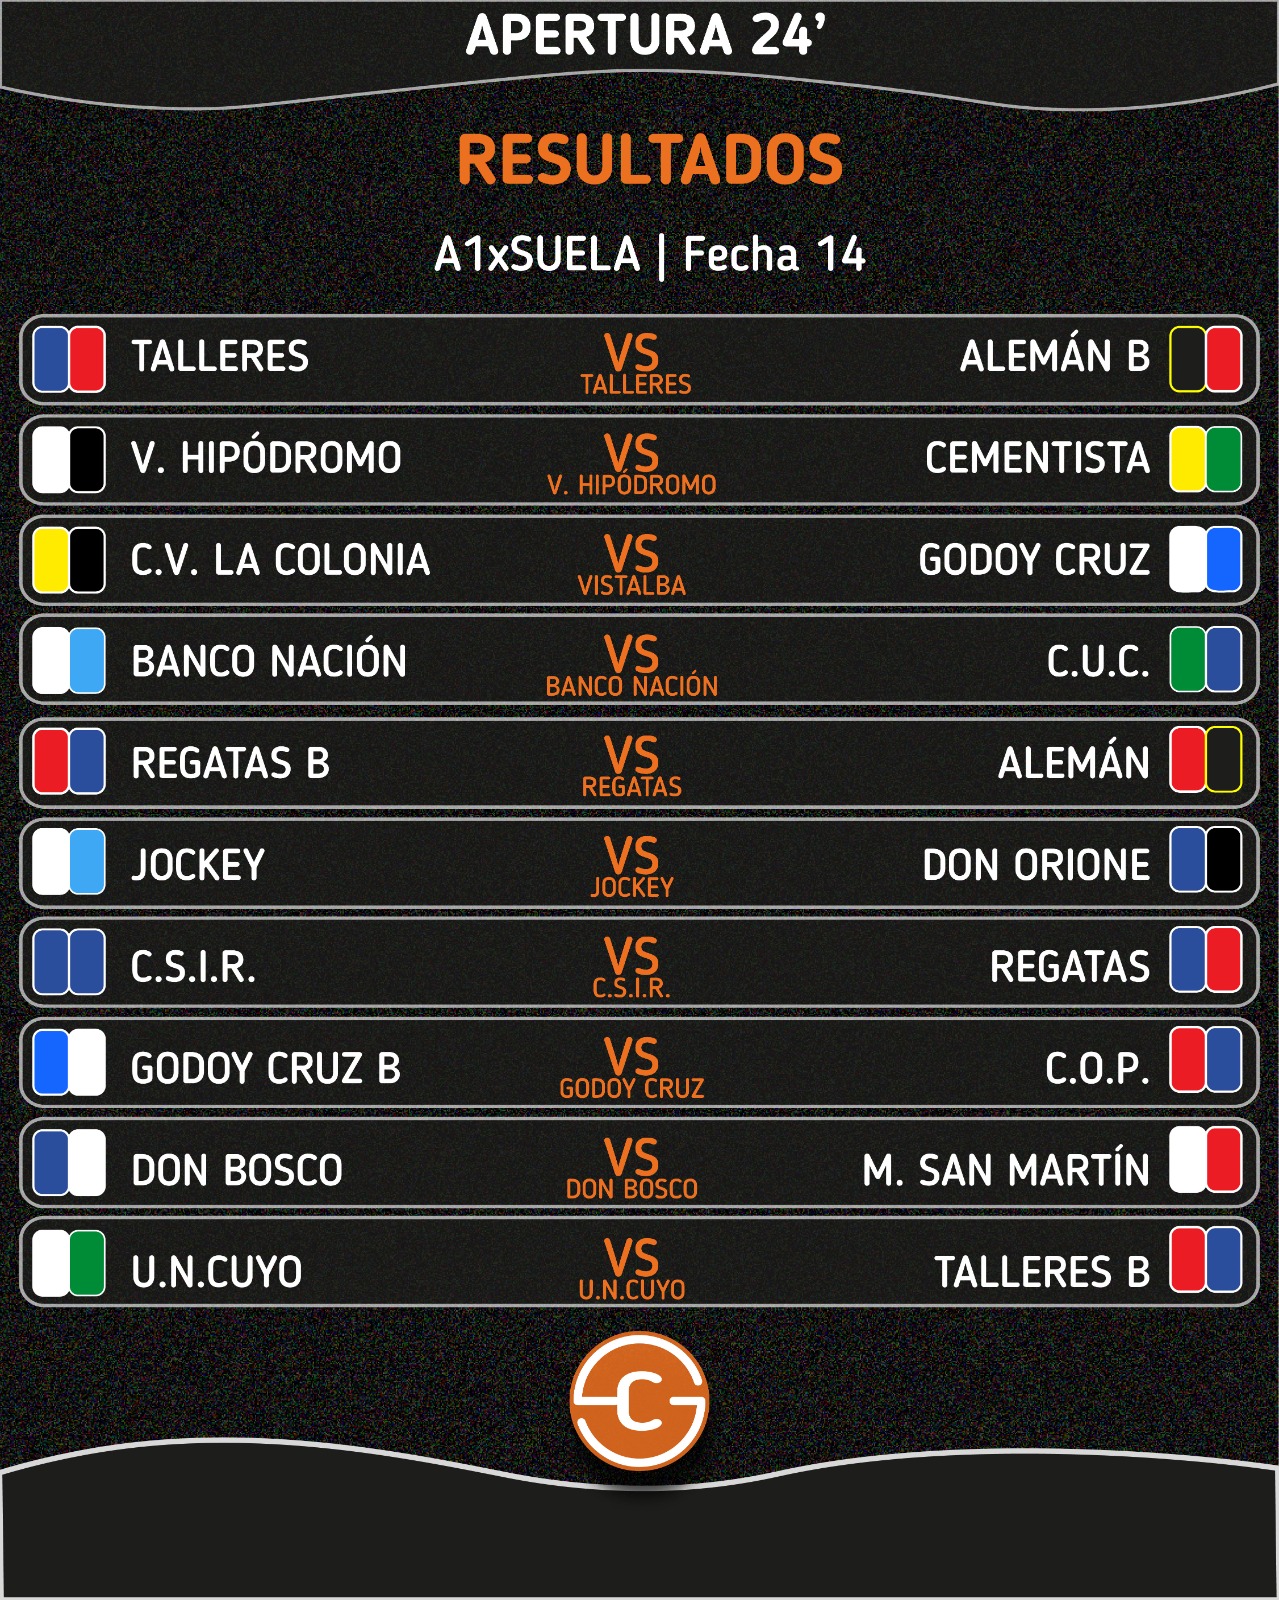 APERTURA 24’
RESULTADOS
A1xSUELA | Fecha 14
TALLERES VS ALEMÁN B
TALLERES
V. HIPÓDROMO VS CEMENTISTA
V. HIPÓDROMO
C.V. LA COLONIA VS GODOY CRUZ
VISTALBA
BANCO NACIÓN VS C.U.C.
BANCO NACIÓN
REGATAS B VS ALEMÁN
REGATAS
JOCKEY VS DON ORIONE
JOCKEY
C.S.I.R. VS REGATAS
C.S.I.R.
GODOY CRUZ B VS C.O.P.
GODOY CRUZ
DON BOSCO VS M. SAN MARTÍN
DON BOSCO
U.N.CUYO VS TALLERES B
U.N.CUYO
C